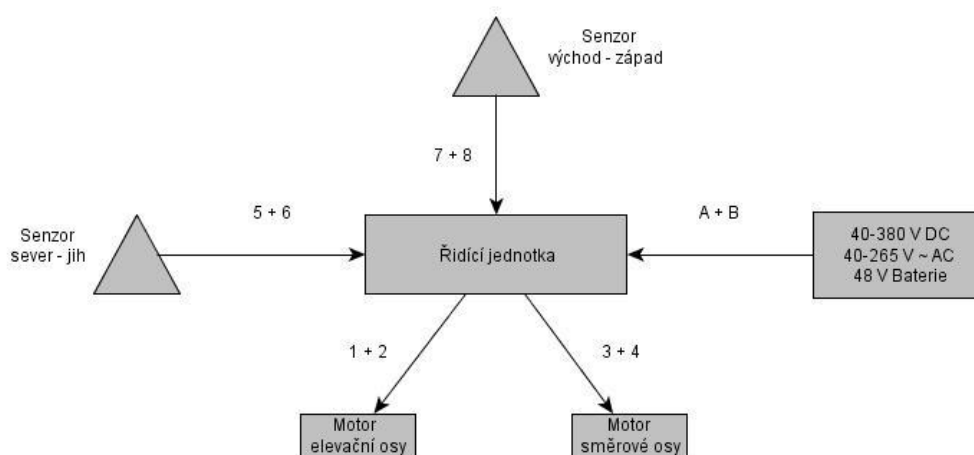 Senzor
východ - západ
7 + 8
5 + 6
A + B
Senzor
sever - jih
Řidící jednotka
40-380 V DC
40-265 V ~ AC
48 V Baterie
1 + 2
3 + 4
Motor
elevační osy
Motor
směrové osy